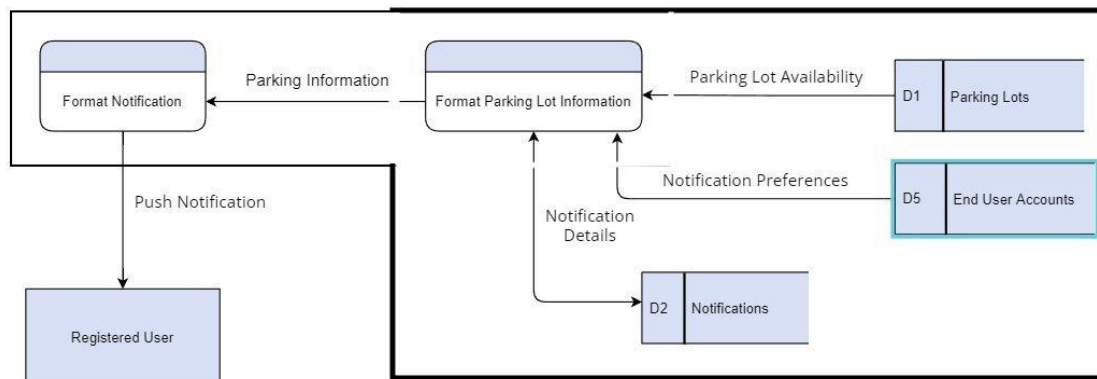 Format Notification
Parking Information
Format Parking Lot Information
Parking Lot Availability
D1 Parking Lots
Push Notification
Notification
Details
Notification Preferences
D5 End User Accounts
D2 Notifications
Registered User